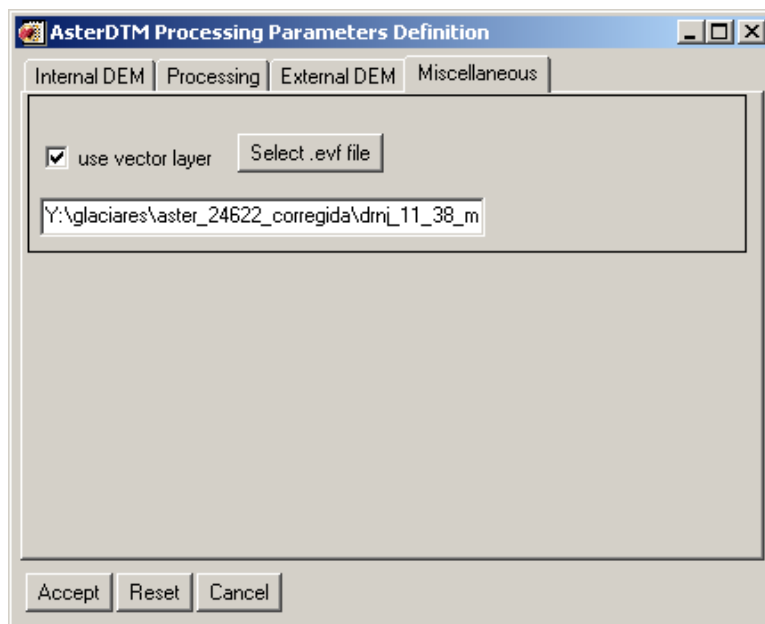 AsterDTM Processing Parameters Definition
Internal DEM Processing External DEM Miscellaneous
use vector layer Select .evf file
Y:\glaciares\aster_24622_corregida\drnj_11_38_m
Accept Reset Cancel